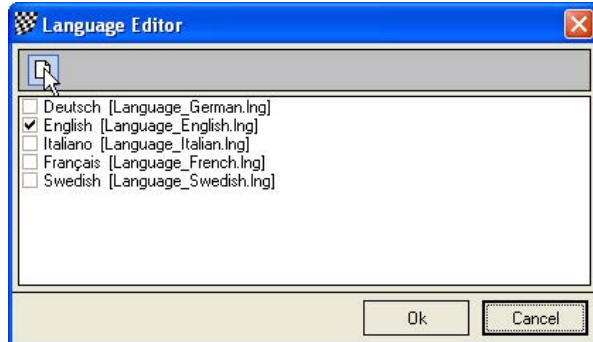 Language Editor
Deutsch [Language_German.lng]
English [Language_English.lng]
Italiano [Language_Italian.lng]
Français [Language_French.lng]
Swedish [Language_Swedish.lng]
Ok
Cancel